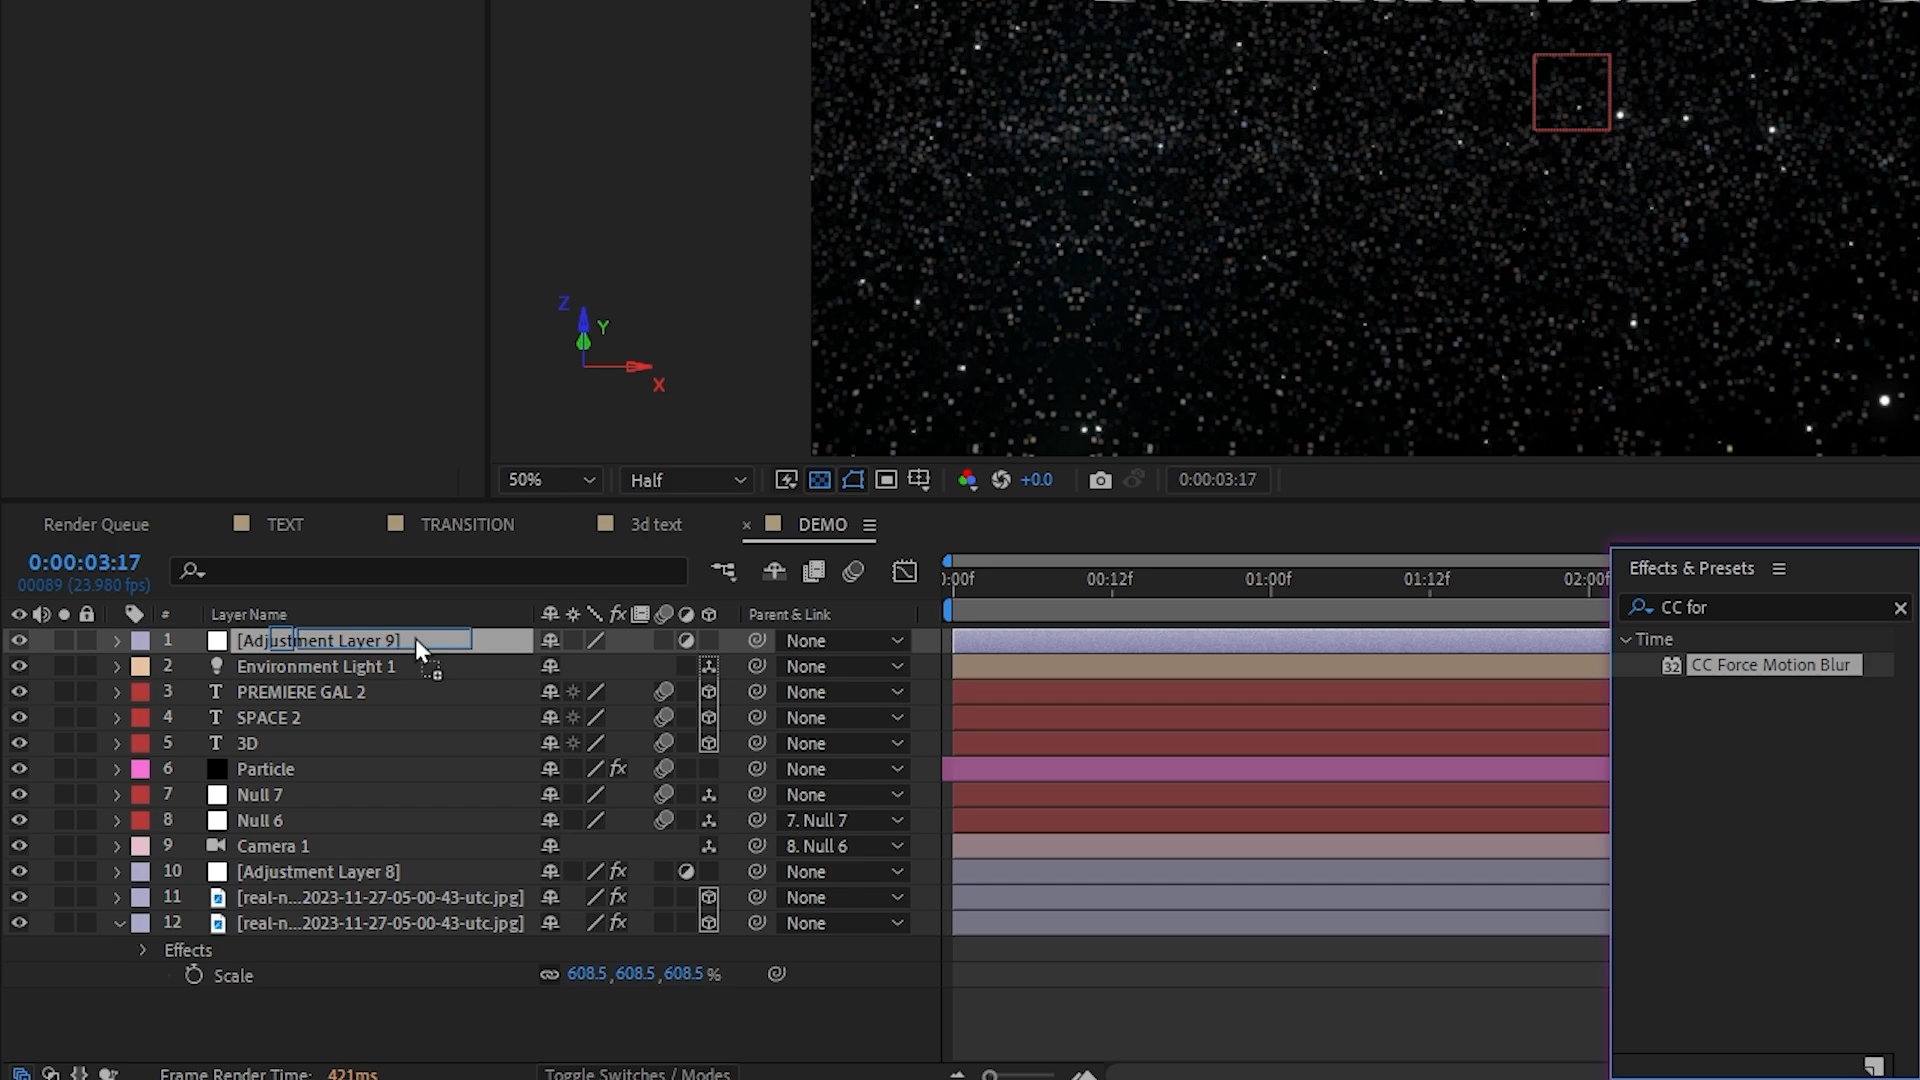 Z
Y
X
50%
Half
+0.0
0:00:03:17
Render Queue
TEXT
TRANSITION
3d text
× DEMO
0:00:03:17
00089 (23.980 fps)
:00f
00:12f
01:00f
01:12f
02:00f
# Layer Name fx Parent & Link
1 [Adjustment Layer 9] None
2 Environment Light 1 None
3 T PREMIERE GAL 2 None
4 T SPACE 2 None
5 T 3D None
6 Particle fx None
7 Null 7 None
8 Null 6 7. Null 7
9 Camera 1 8. Null 6
10 [Adjustment Layer 8] fx None
11 [real-n...2023-11-27-05-00-43-utc.jpg] fx None
12 [real-n...2023-11-27-05-00-43-utc.jpg] fx None
Effects
Scale 608.5,608.5,608.5%
Frame Render Time: 421ms
Toggle Switches / Modes
Effects & Presets
CC for
Time
32 CC Force Motion Blur